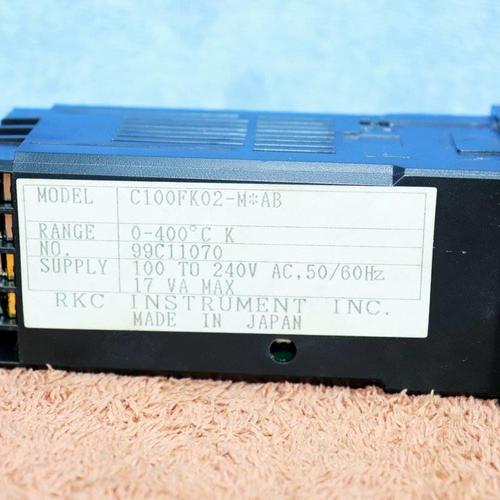 MODEL C100FK02-M*AB
RANGE 0-400°C K
NO. 99C11070
SUPPLY 100 TO 240V AC,50/60Hz
17 VA MAX
RKC INSTRUMENT INC.
MADE IN JAPAN